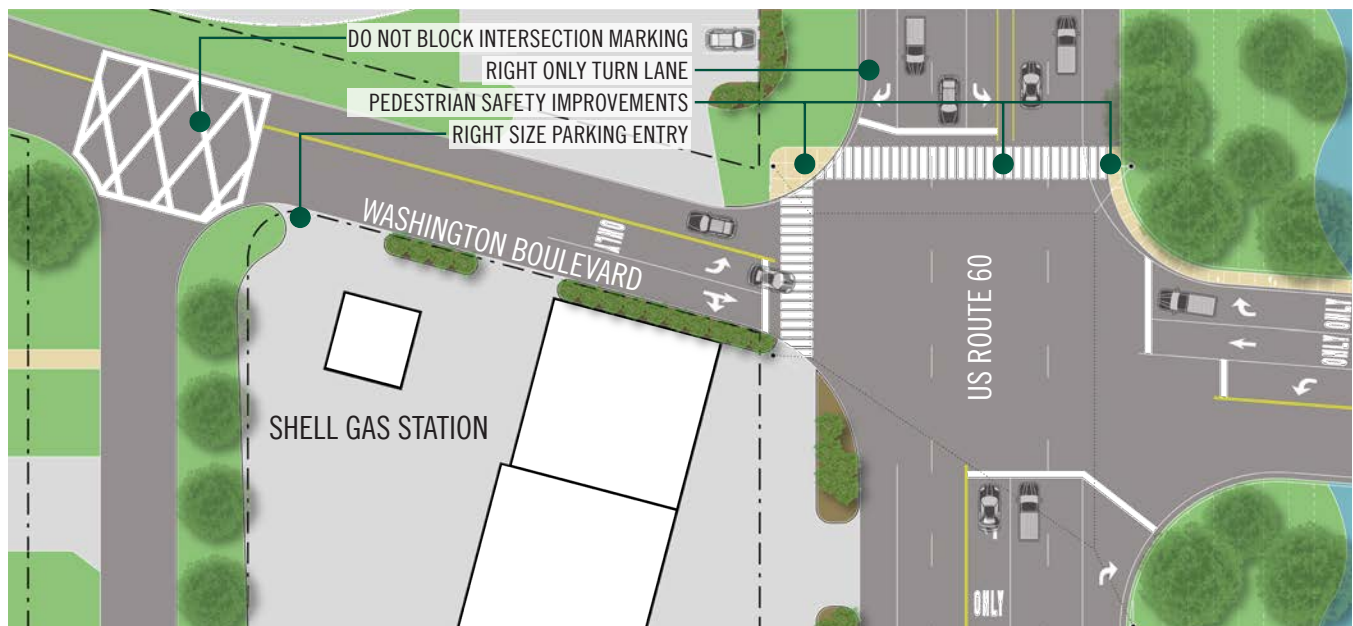 DO NOT BLOCK INTERSECTION MARKING
RIGHT ONLY TURN LANE
PEDESTRIAN SAFETY IMPROVEMENTS
RIGHT SIZE PARKING ENTRY
WASHINGTON BOULEVARD
ONLY
US ROUTE 60
ONLY ONLY
ONLY
SHELL GAS STATION
ONLY